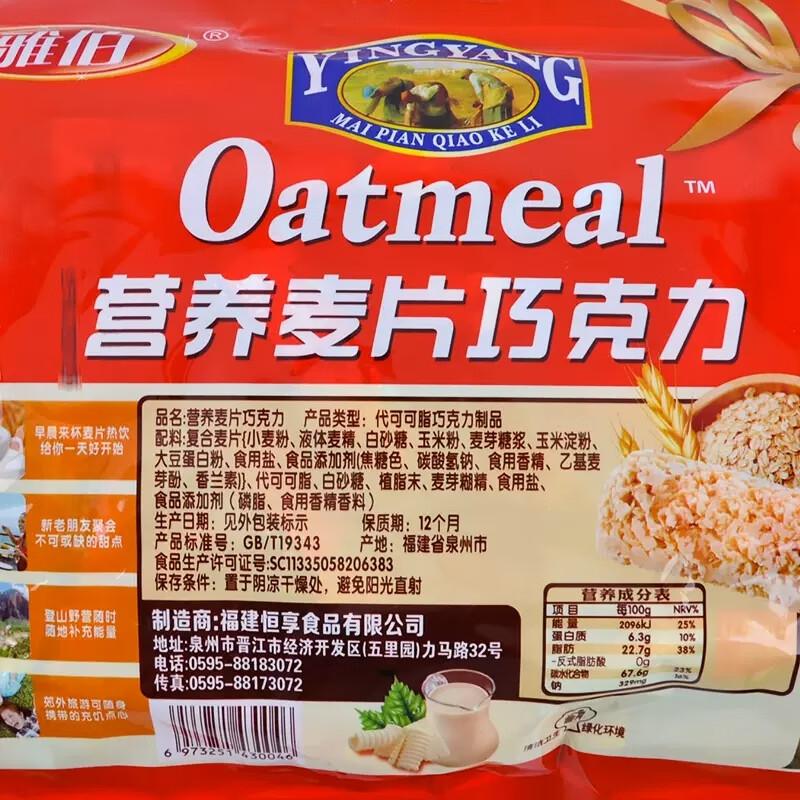 雅伯
®
YINGYANG
MAI PIAN QIAO KE LI
Oatmeal ™
营养麦片巧克力
早晨来杯麦片热饮
给你一天好开始
新老朋友聚会
不可或缺的甜点
登山野营随时
随地补充能量
郊外旅游可随身
携带的充饥点心
品名:营养麦片巧克力 产品类型: 代可可脂巧克力制品
配料:复合麦片{小麦粉、液体麦精、白砂糖、玉米粉、麦芽糖浆、玉米淀粉、
大豆蛋白粉、食用盐、食品添加剂(焦糖色、碳酸氢钠、食用香精、乙基麦
芽酚、香兰素)}、代可可脂、白砂糖、植脂末、麦芽糊精、食用盐、
食品添加剂（磷脂、食用香精香料）
生产日期: 见外包装标示 保质期: 12个月
产品标准号: GB/T19343 产地: 福建省泉州市
食品生产许可证号:SC11335058206383
保存条件: 置于阴凉干燥处, 避免阳光直射
制造商:福建恒享食品有限公司
地址:泉州市晋江市经济开发区(五里园)力马路32号
电话:0595-88183072
传真:0595-88173072
营养成分表
项目 每100g NRV%
能量 2096kJ 25%
蛋白质 6.3g 10%
脂肪 22.7g 38%
-反式脂肪酸 0g
碳水化合物 67.6g 23%
钠 329mg 16%
6 973251 430046
清洁卫生 绿化环境